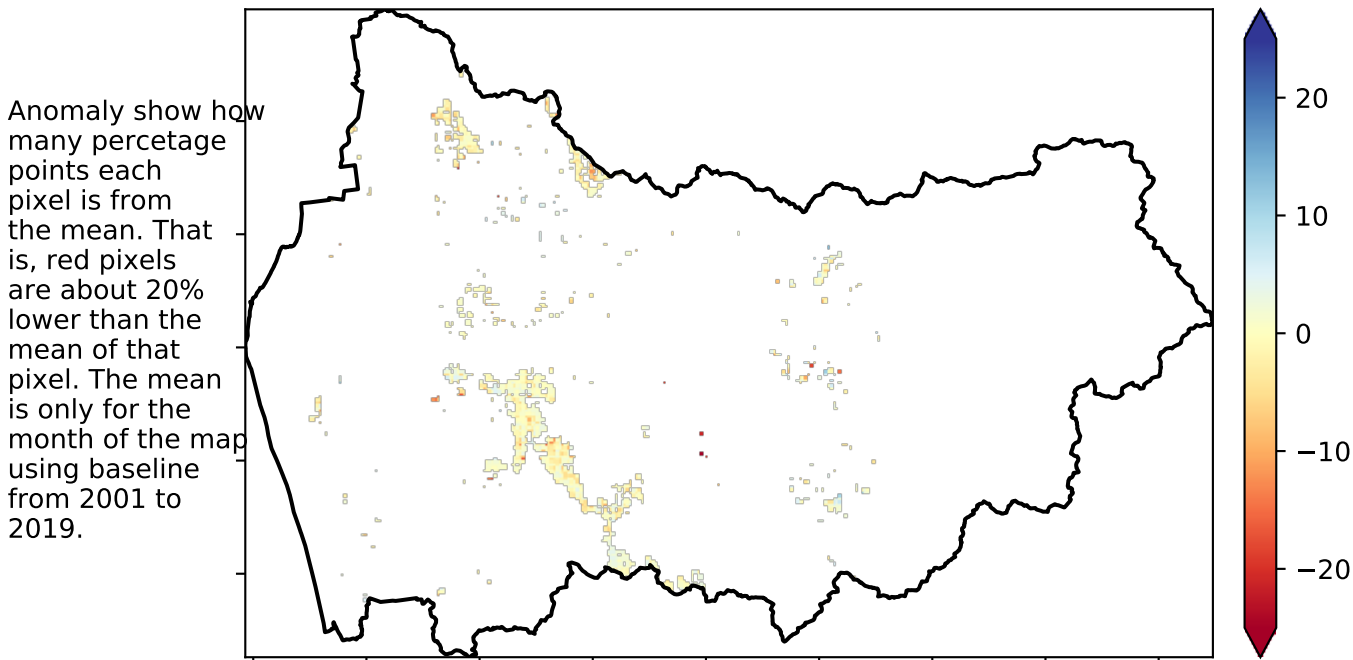 Anomaly show how
many percetage
points each
pixel is from
the mean. That
is, red pixels
are about 20%
lower than the
mean of that
pixel. The mean
is only for the
month of the map
using baseline
from 2001 to
2019.
20
10
0
−10
−20